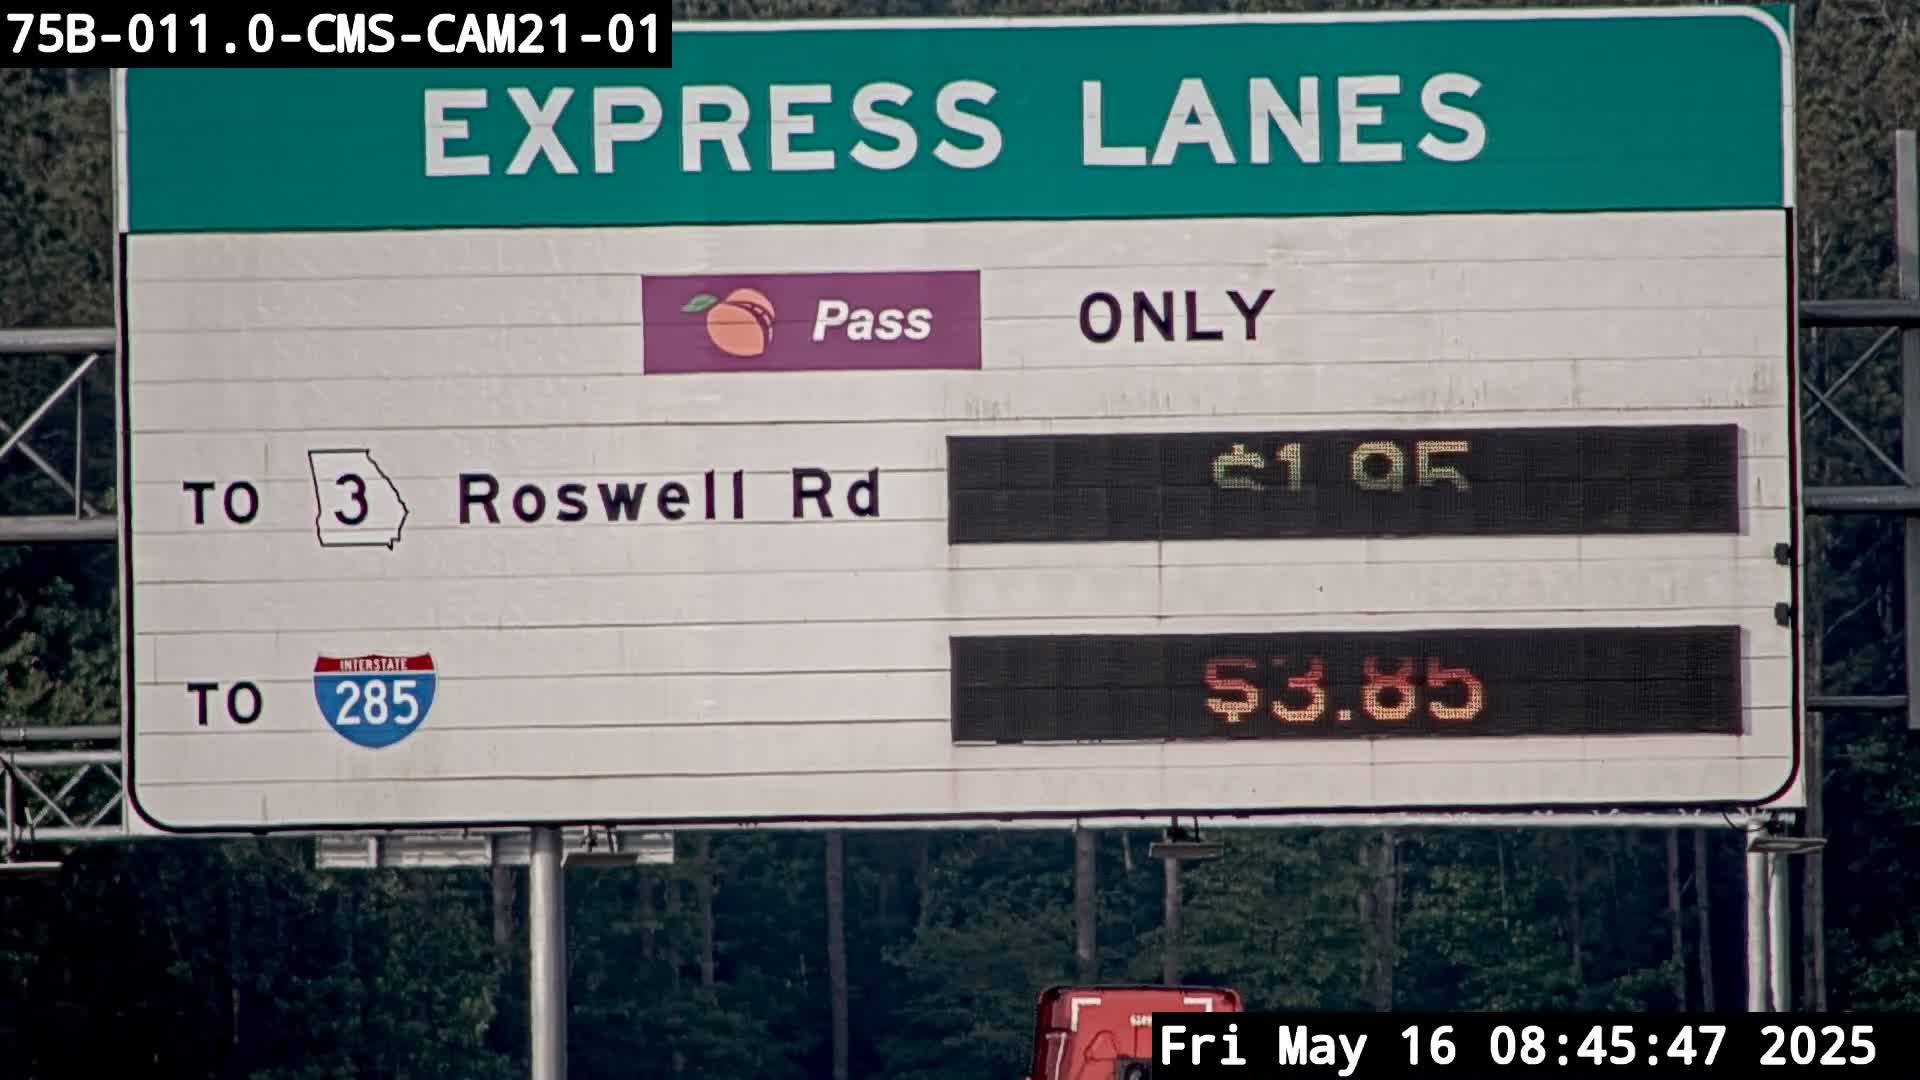 75B-011.0-CMS-CAM21-01
EXPRESS LANES
Pass ONLY
TO 3 Roswell Rd $1.95
TO INTERSTATE 285 $3.85
Fri May 16 08:45:47 2025